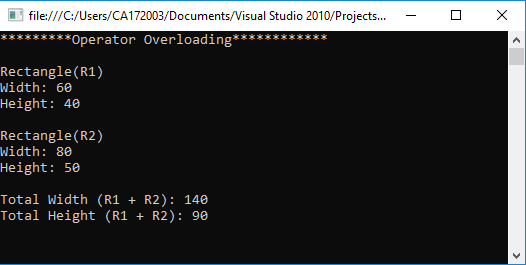 file:///C:/Users/CA172003/Documents/Visual Studio 2010/Projects...
*********Operator Overloading************
Rectangle(R1)
Width: 60
Height: 40
Rectangle(R2)
Width: 80
Height: 50
Total Width (R1 + R2): 140
Total Height (R1 + R2): 90